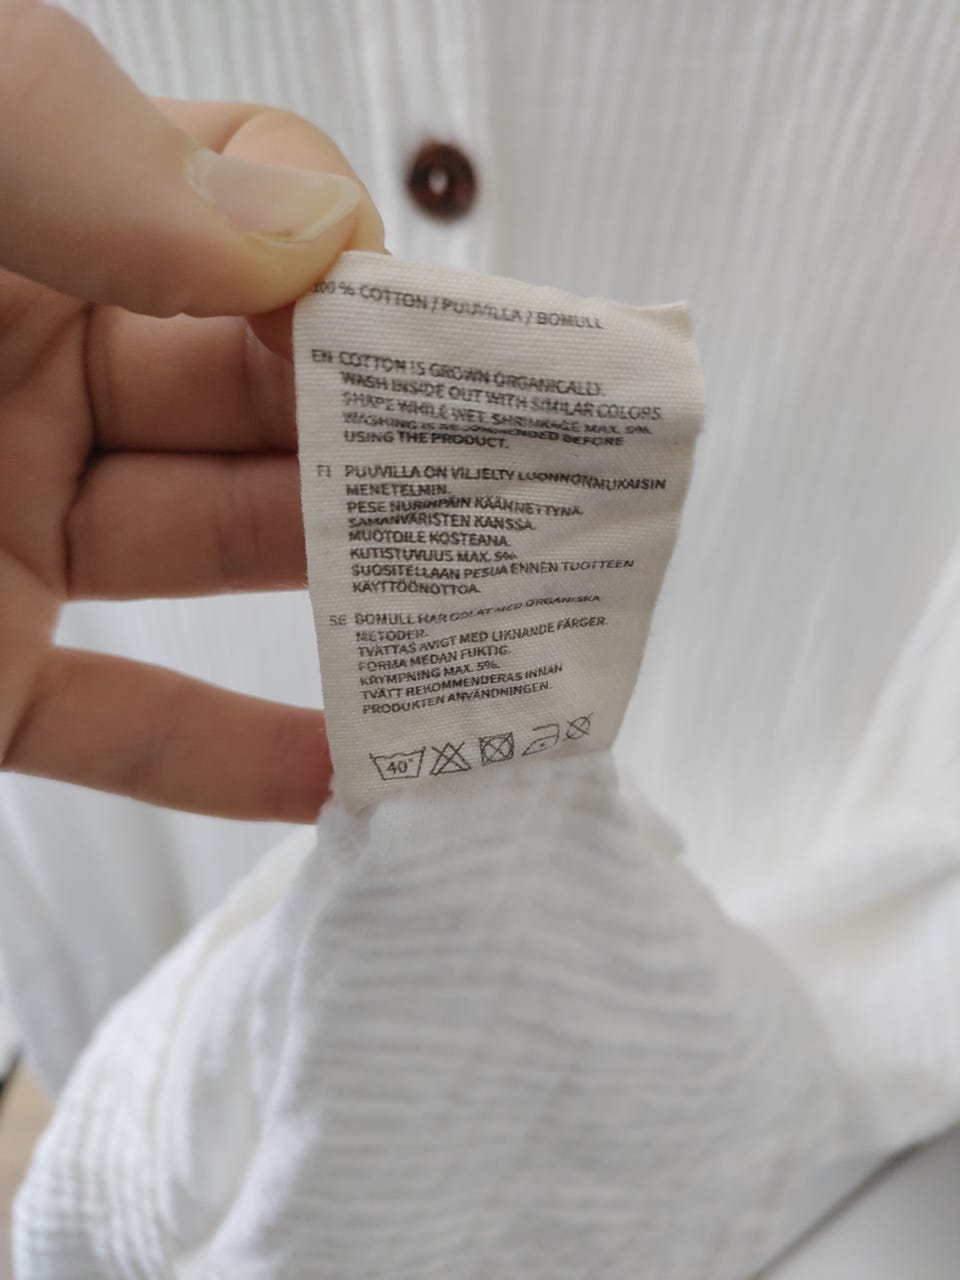 100 % COTTON / PUUVILLA / BOMULL
EN COTTON IS GROWN ORGANICALLY.
WASH INSIDE OUT WITH SIMILAR COLORS.
SHAPE WHILE WET. SHRINKAGE MAX. 5%.
WASHING IS RECOMMENDED BEFORE
USING THE PRODUCT.
FI PUUVILLA ON VILJELTY LUONNONMUKAISIN
MENETELMIN.
PESE NURINPÄIN KÄÄNNETTYNÄ,
SAMANVÄRISTEN KANSSA.
MUOTOILE KOSTEANA.
KUTISTUVUUS MAX. 5%.
SUOSITELLAAN PESUA ENNEN TUOTTEEN
KÄYTTÖÖNOTTOA.
SE BOMULL HAR ODLAT MED ORGANISKA
METODER.
TVÄTTAS AVIGT MED LIKNANDE FÄRGER.
FORMA MEDAN FUKTIG.
KRYMPNING MAX. 5%.
TVÄTT REKOMMENDERAS INNAN
PRODUKTEN ANVÄNDNINGEN.
40°